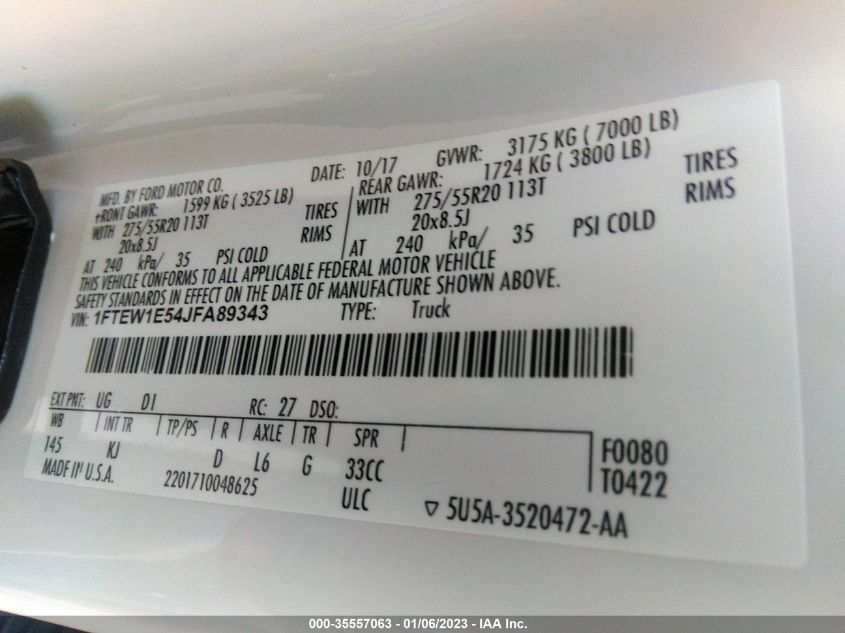 MFD. BY FORD MOTOR CO. DATE: 10/17 GVWR: 3175 KG ( 7000 LB)
FRONT GAWR: 1599 KG ( 3525 LB) REAR GAWR: 1724 KG ( 3800 LB)
WITH 275/55R20 113T TIRES WITH 275/55R20 113T TIRES
20x8.5J RIMS 20x8.5J RIMS
AT 240 kPa/ 35 PSI COLD AT 240 kPa/ 35 PSI COLD
THIS VEHICLE CONFORMS TO ALL APPLICABLE FEDERAL MOTOR VEHICLE
SAFETY STANDARDS IN EFFECT ON THE DATE OF MANUFACTURE SHOWN ABOVE.
VIN: 1FTEW1E54JFA89343 TYPE: Truck
EXT PNT: UG DI RC: 27 DSO:
WB INT TR TP/PS R AXLE TR SPR
145 KJ D L6 G 33CC F0080
MADE IN U.S.A. 2201710048625 ULC T0422
▽ 5U5A-3520472-AA
000-35557063 - 01/06/2023 - IAA Inc.